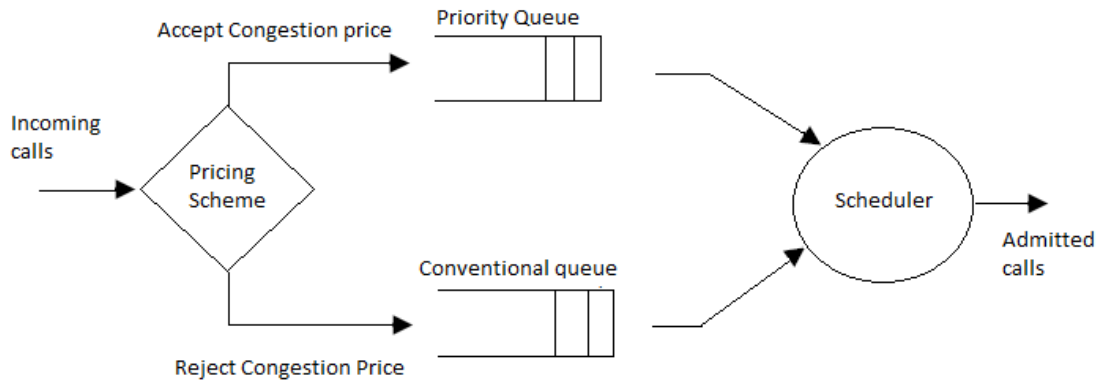 Accept Congestion price
Priority Queue
Incoming
calls
Pricing
Scheme
Scheduler
Admitted
calls
Conventional queue
Reject Congestion Price